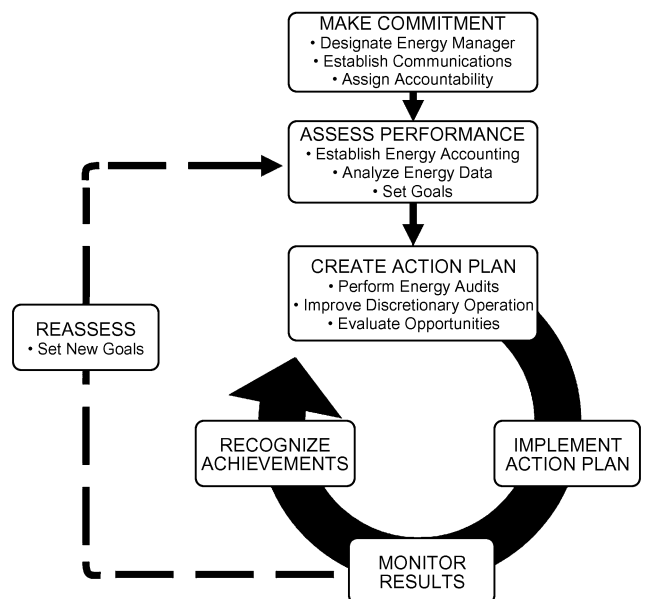 MAKE COMMITMENT
• Designate Energy Manager
• Establish Communications
• Assign Accountability
ASSESS PERFORMANCE
• Establish Energy Accounting
• Analyze Energy Data
• Set Goals
CREATE ACTION PLAN
• Perform Energy Audits
• Improve Discretionary Operation
• Evaluate Opportunities
REASSESS
• Set New Goals
RECOGNIZE
ACHIEVEMENTS
IMPLEMENT
ACTION PLAN
MONITOR
RESULTS